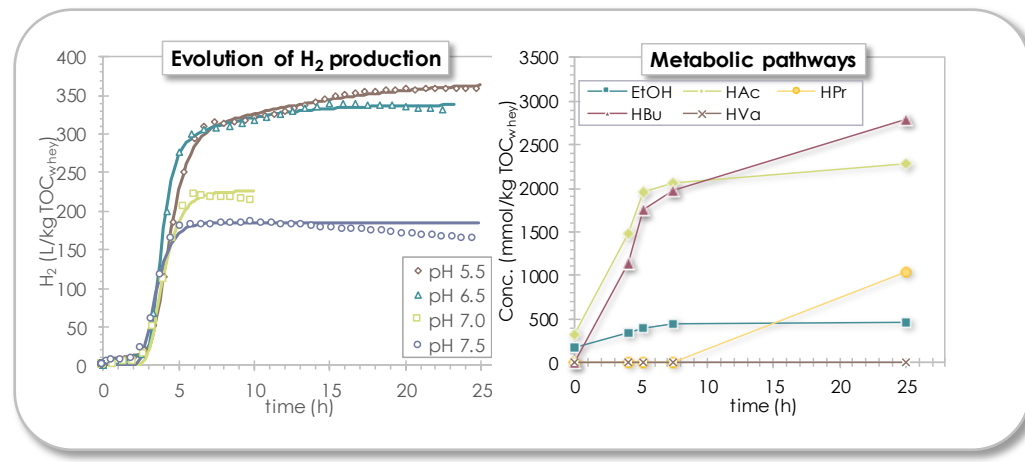 Evolution of H₂ production
H₂ (L/kg TOCwhey)
400
350
300
250
200
150
100
50
0
0 5 10 15 20 25
time (h)
pH 5.5
pH 6.5
pH 7.0
pH 7.5
Metabolic pathways
Conc. (mmol/kg TOCwhey)
3500
3000
2500
2000
1500
1000
500
0
EtOH HAc HPr
HBu HVa
0 5 10 15 20 25
time (h)